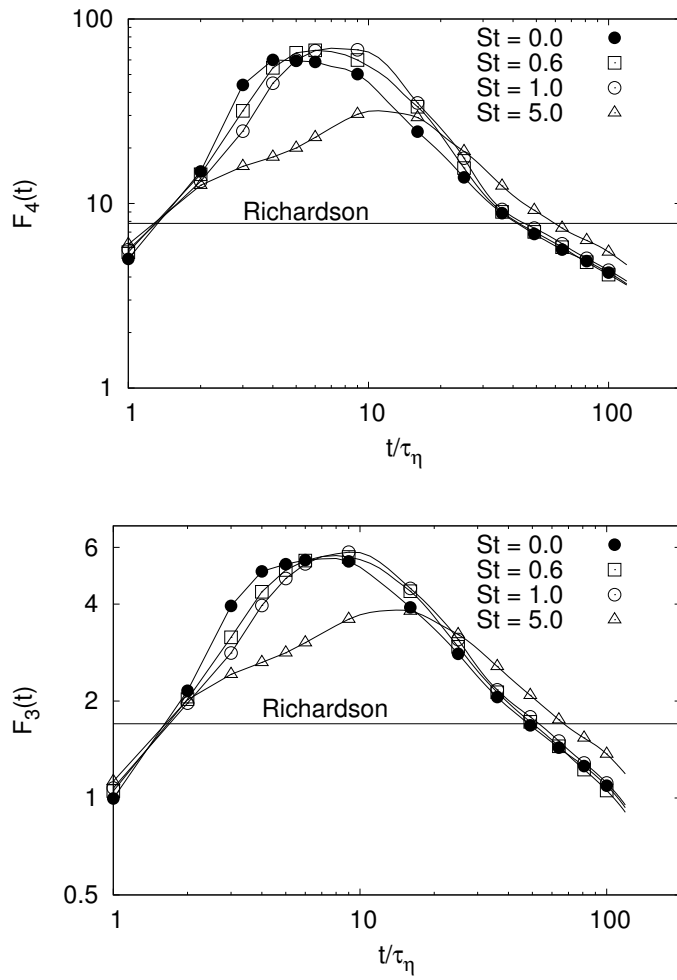 100
10
1
F4(t)
St = 0.0
St = 0.6
St = 1.0
St = 5.0
Richardson
1 10 100
t/τη
6
4
2
1
0.5
F3(t)
St = 0.0
St = 0.6
St = 1.0
St = 5.0
Richardson
1 10 100
t/τη